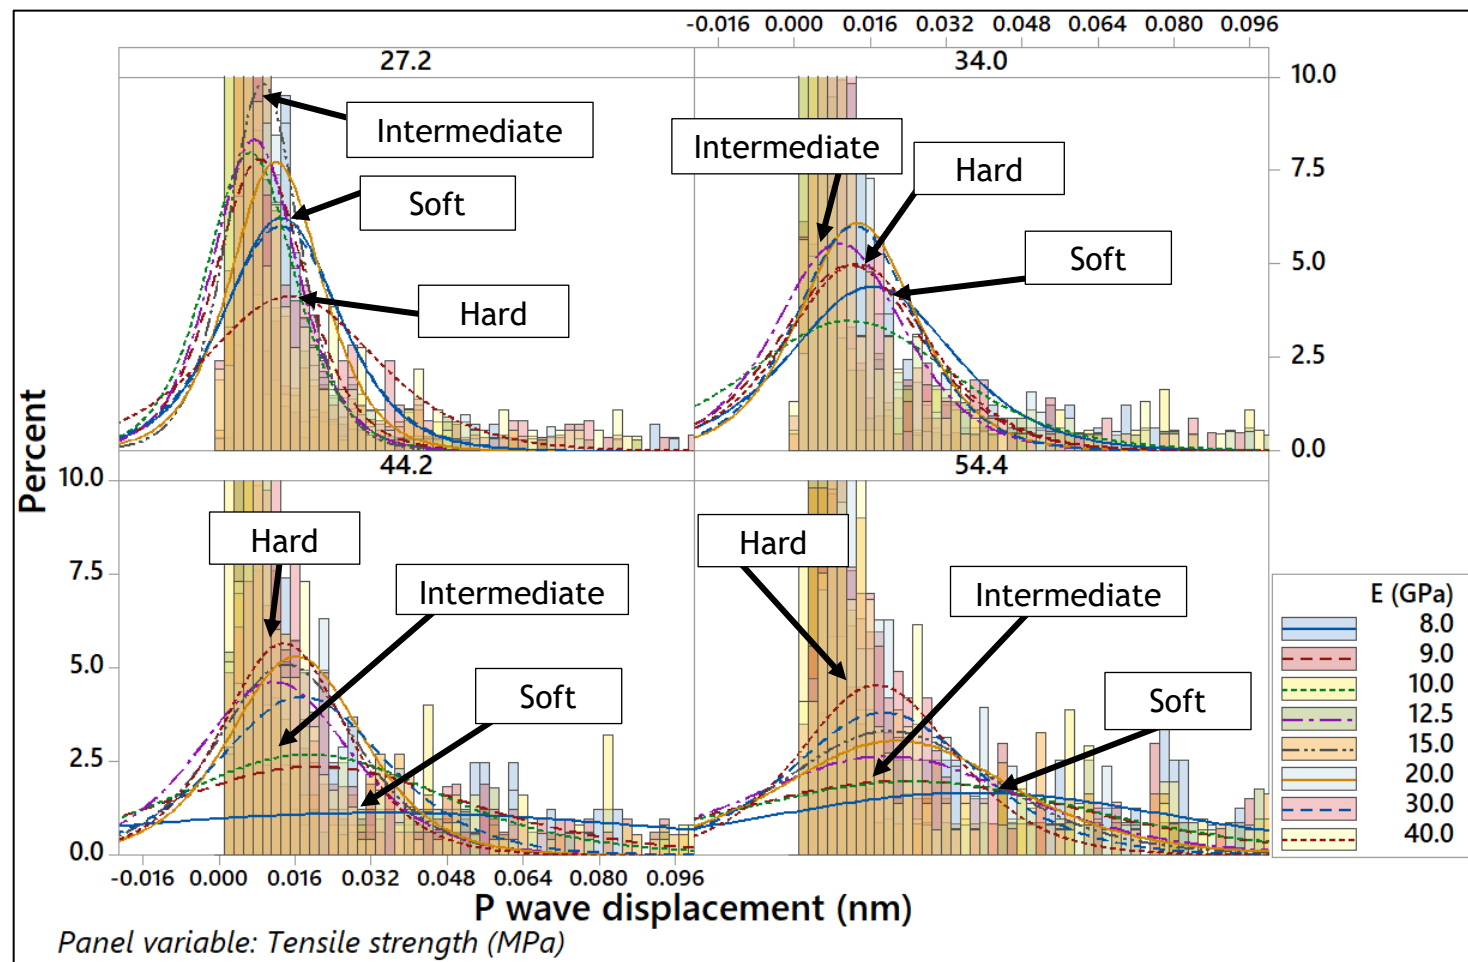 -0.016 0.000 0.016 0.032 0.048 0.064 0.080 0.096
27.2 34.0
10.0
7.5
5.0
2.5
0.0
Intermediate
Soft
Hard
Intermediate
Hard
Soft
Percent
44.2 54.4
10.0
7.5
5.0
2.5
0.0
Hard
Intermediate
Soft
Hard
Intermediate
Soft
E (GPa)
8.0
9.0
10.0
12.5
15.0
20.0
30.0
40.0
-0.016 0.000 0.016 0.032 0.048 0.064 0.080 0.096
P wave displacement (nm)
Panel variable: Tensile strength (MPa)